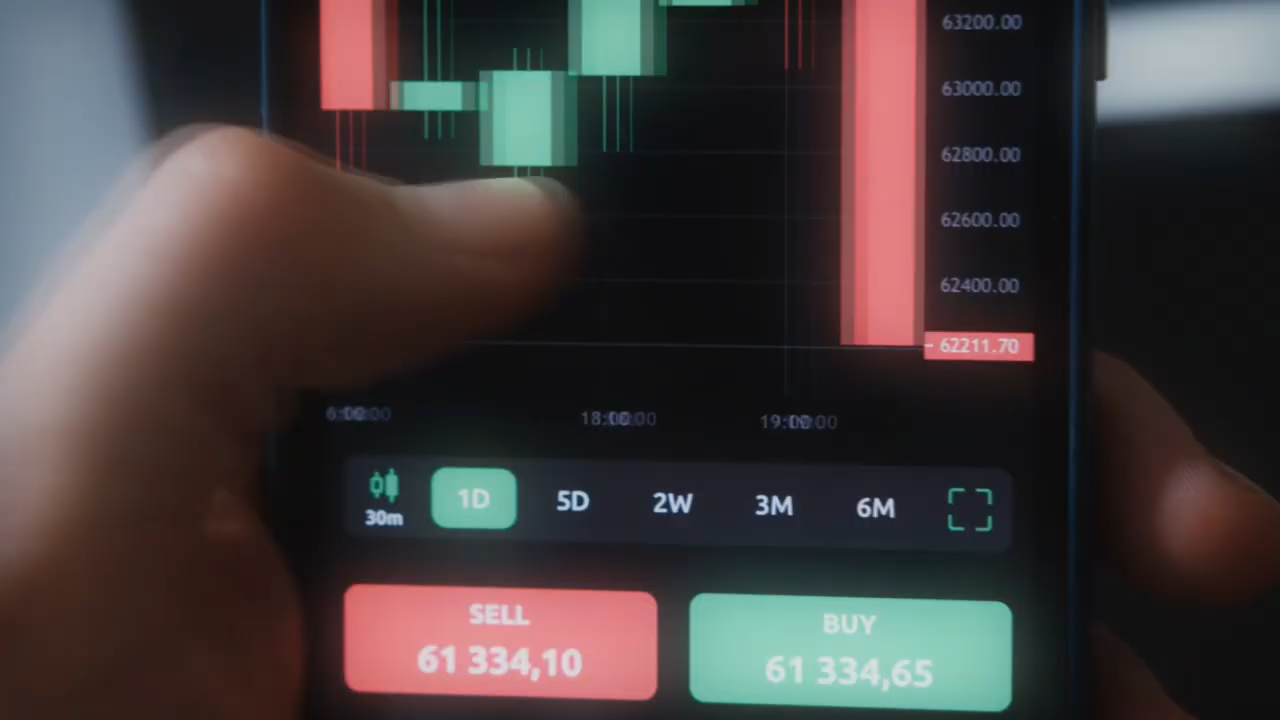 63200.00
63000.00
62800.00
62600.00
62400.00
62211.70
18:00:00
19:00:00
30m
1D
5D
2W
3M
6M
SELL
61 334,10
BUY
61 334,65